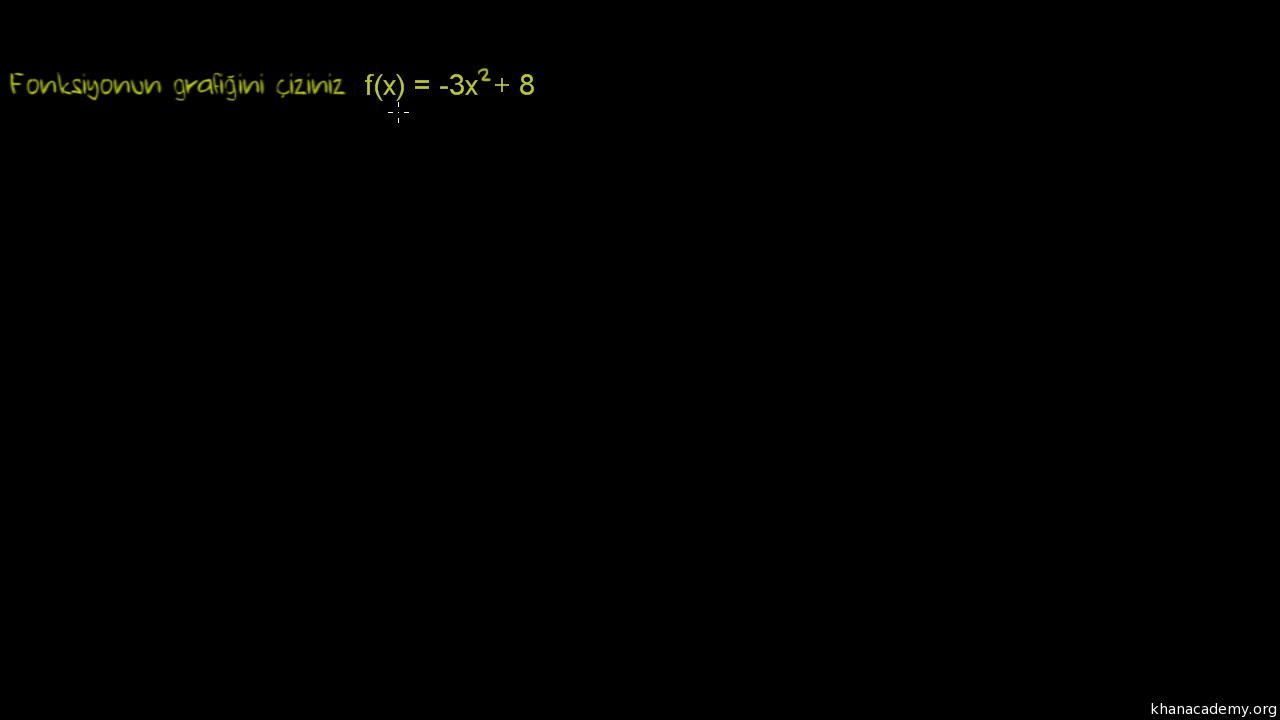 Fonksiyonun grafiğini çiziniz f(x) = -3x² + 8
khanacademy.org